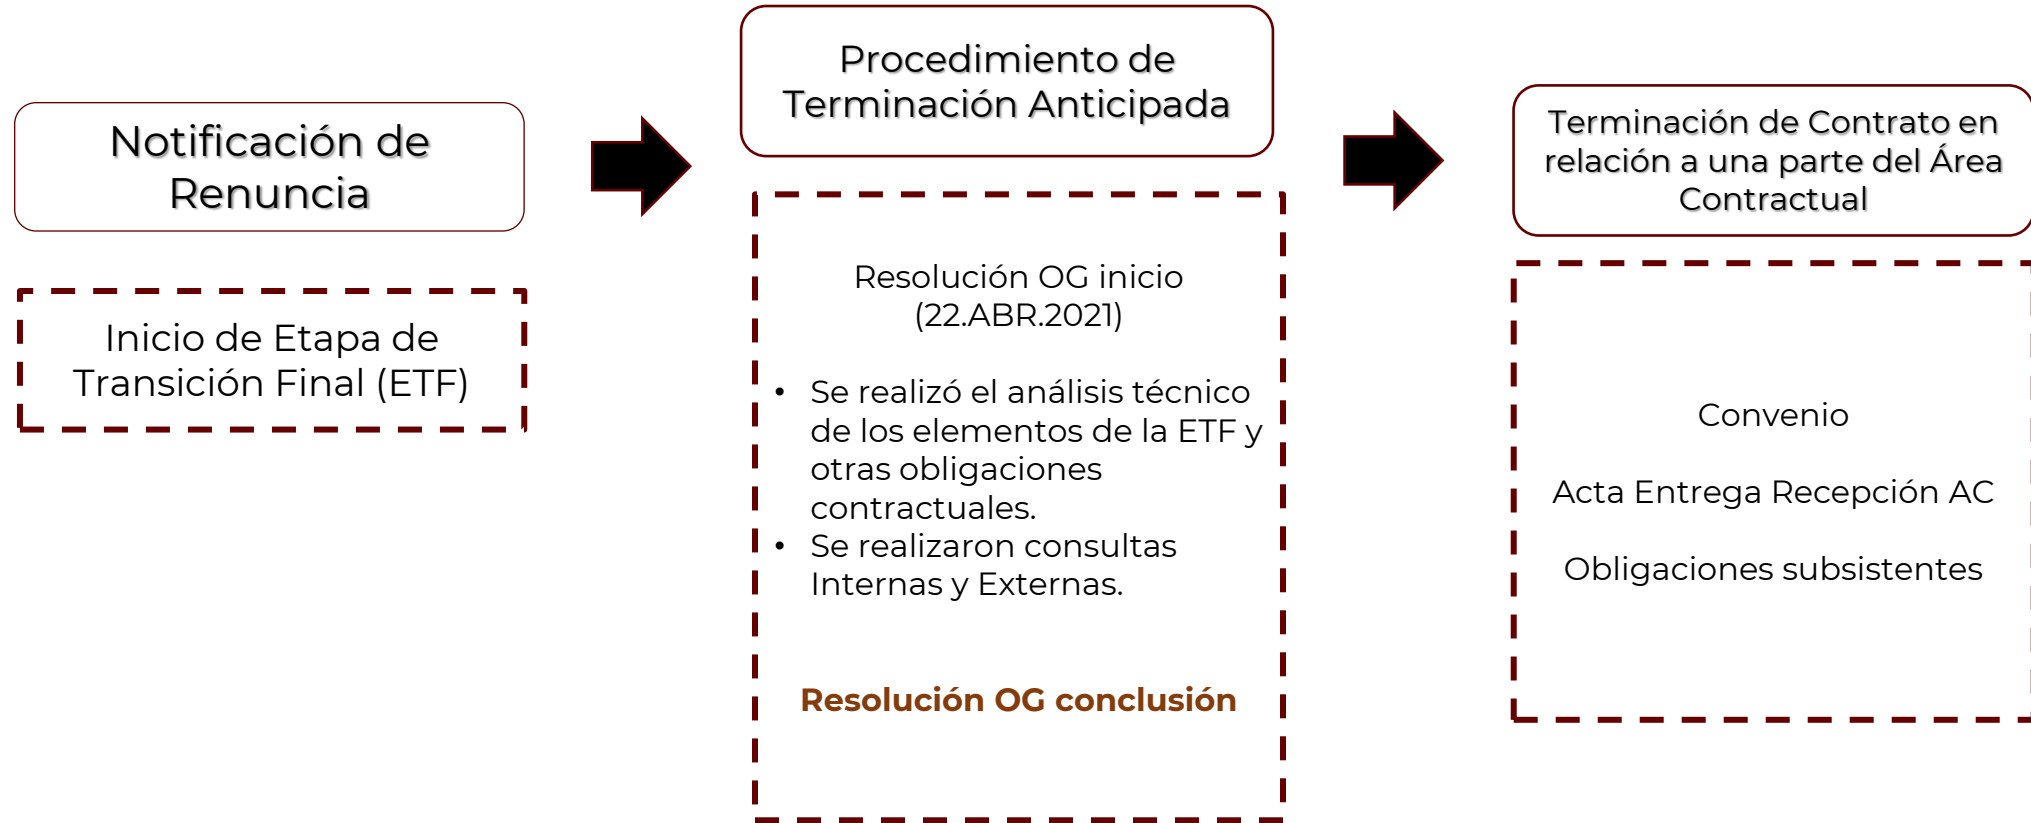 Notificación de
Renuncia
Inicio de Etapa de
Transición Final (ETF)
Procedimiento de
Terminación Anticipada
Resolución OG inicio
(22.ABR.2021)
• Se realizó el análisis técnico
de los elementos de la ETF y
otras obligaciones
contractuales.
• Se realizaron consultas
Internas y Externas.
Resolución OG conclusión
Terminación de Contrato en
relación a una parte del Área
Contractual
Convenio
Acta Entrega Recepción AC
Obligaciones subsistentes